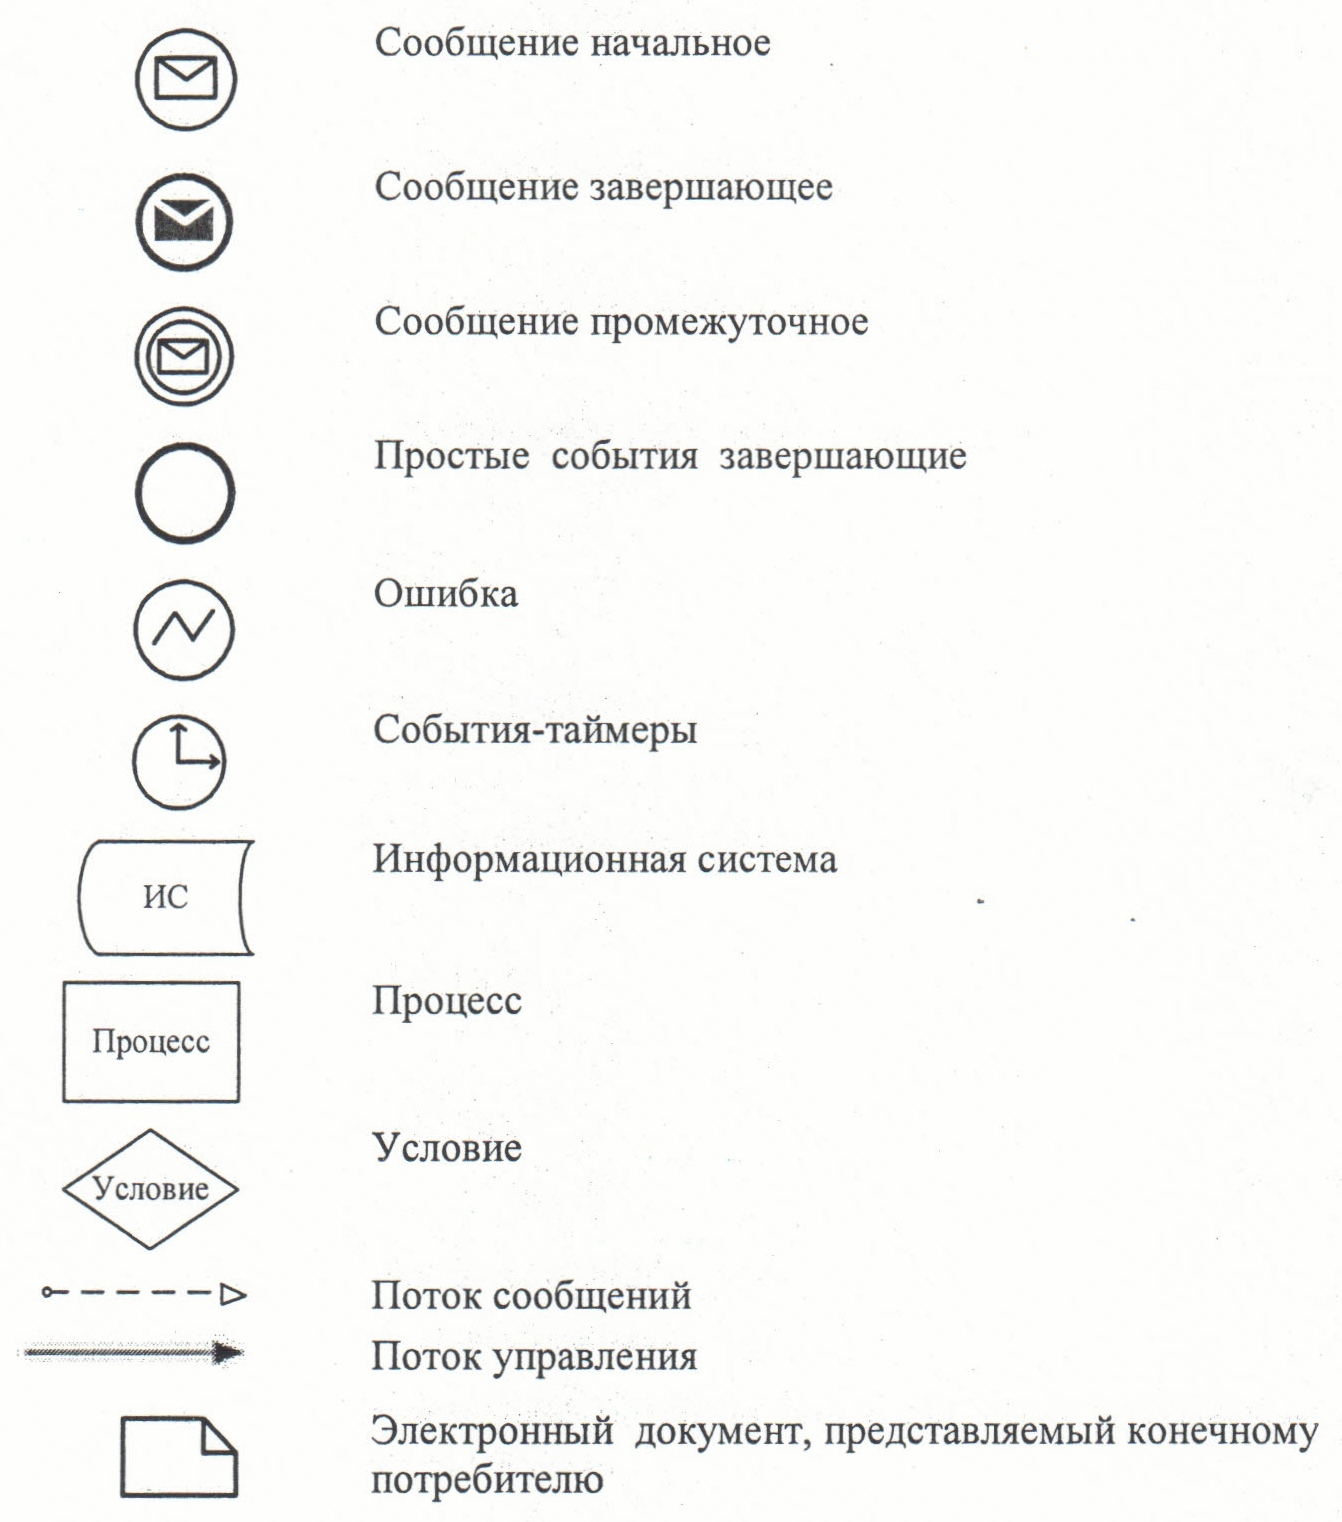 Сообщение начальное
Сообщение завершающее
Сообщение промежуточное
Простые события завершающие
Ошибка
События-таймеры
Информационная система
ИС
Процесс
Процесс
Условие
Условие
Поток сообщений
Поток управления
Электронный документ, представляемый конечному
потребителю